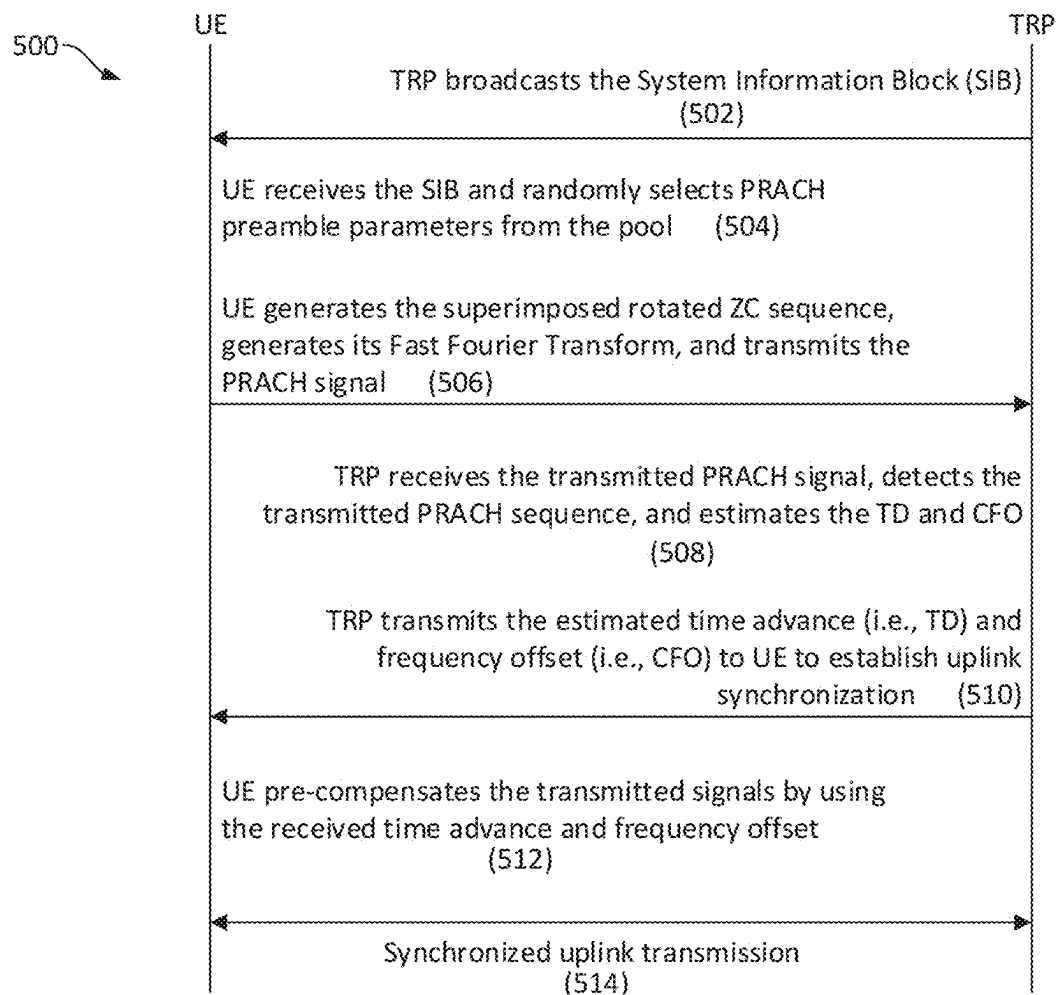 UE
TRP
500
TRP broadcasts the System Information Block (SIB)
(502)
UE receives the SIB and randomly selects PRACH
preamble parameters from the pool (504)
UE generates the superimposed rotated ZC sequence,
generates its Fast Fourier Transform, and transmits the
PRACH signal (506)
TRP receives the transmitted PRACH signal, detects the
transmitted PRACH sequence, and estimates the TD and CFO
(508)
TRP transmits the estimated time advance (i.e., TD) and
frequency offset (i.e., CFO) to UE to establish uplink
synchronization (510)
UE pre-compensates the transmitted signals by using
the received time advance and frequency offset
(512)
Synchronized uplink transmission
(514)